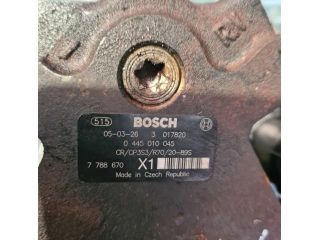 515 BOSCH
05-03-26 3 017820
0 445 010 045
CR/CP3S3/R70/20-89S
7 788 670 X1
Made in Czech Republic